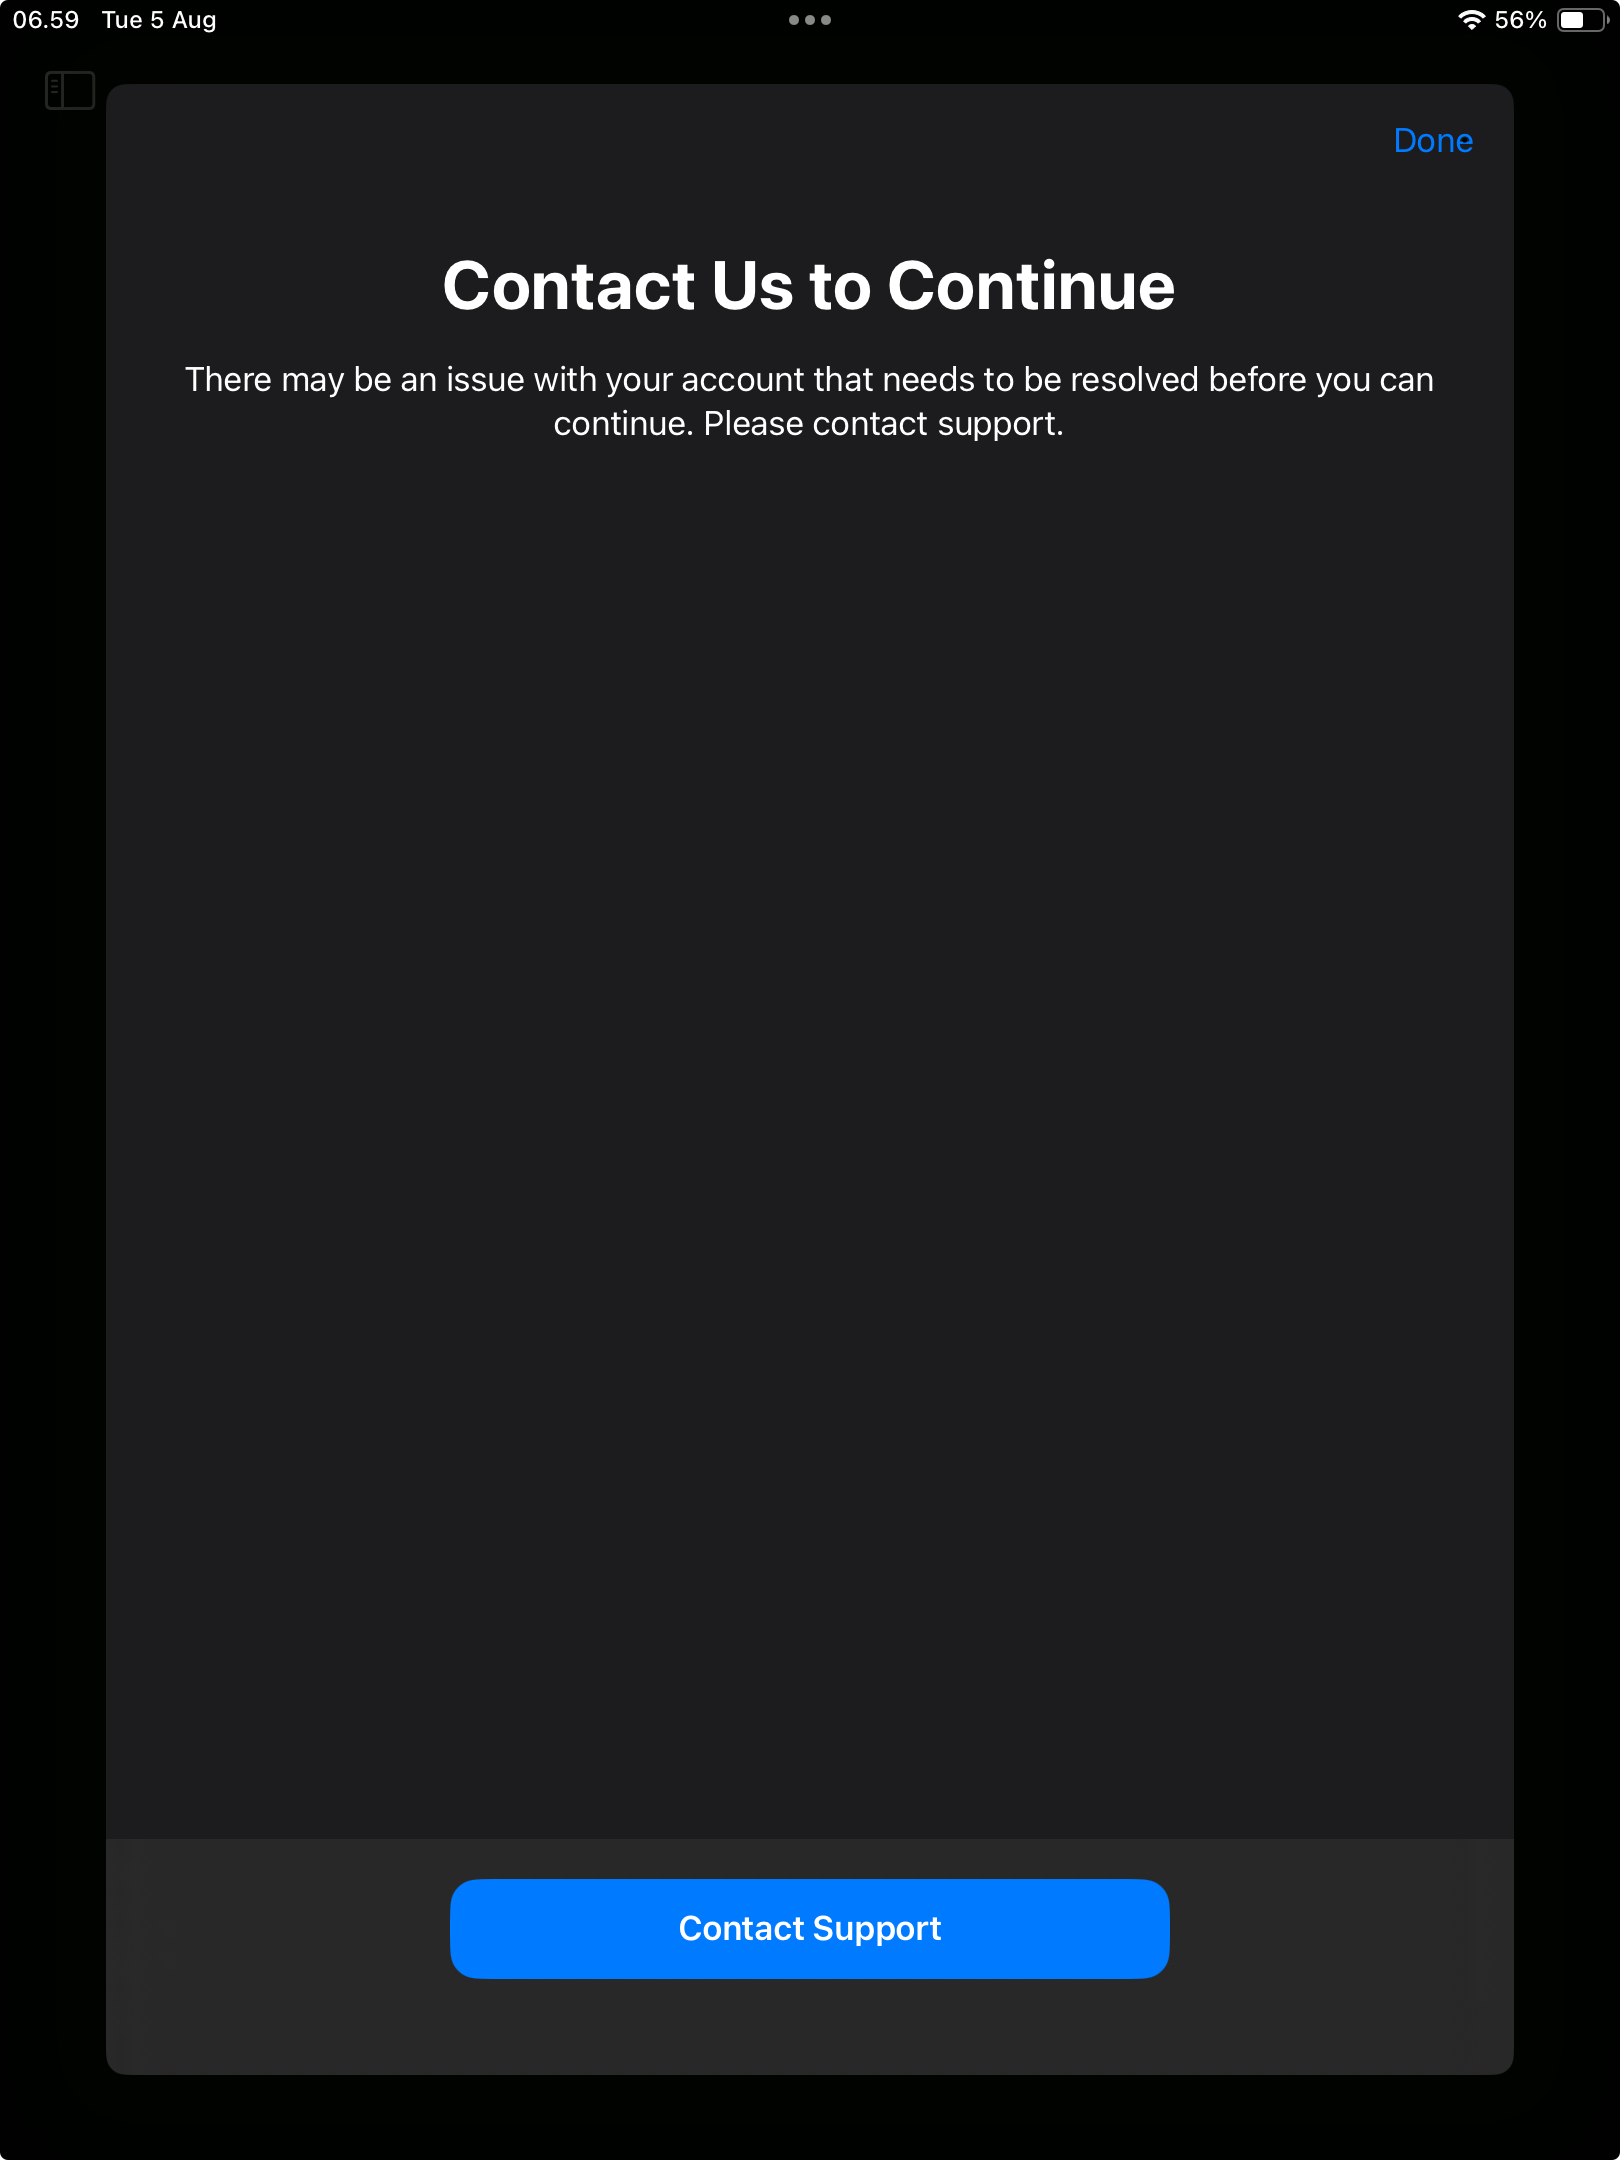 06.59 Tue 5 Aug
56%
Done
Contact Us to Continue
There may be an issue with your account that needs to be resolved before you can
continue. Please contact support.
Contact Support